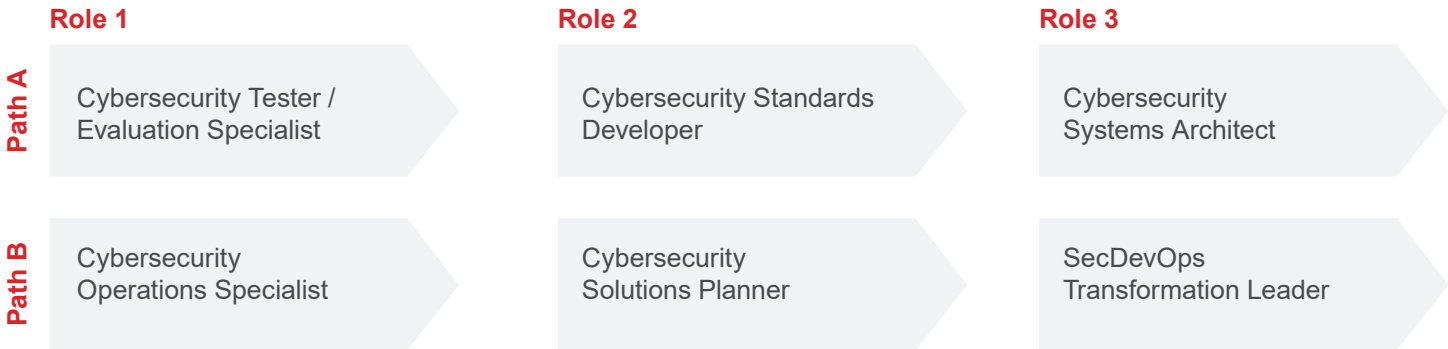 Role 1
Role 2
Role 3
Path A
Cybersecurity Tester /
Evaluation Specialist
Cybersecurity Standards
Developer
Cybersecurity
Systems Architect
Path B
Cybersecurity
Operations Specialist
Cybersecurity
Solutions Planner
SecDevOps
Transformation Leader